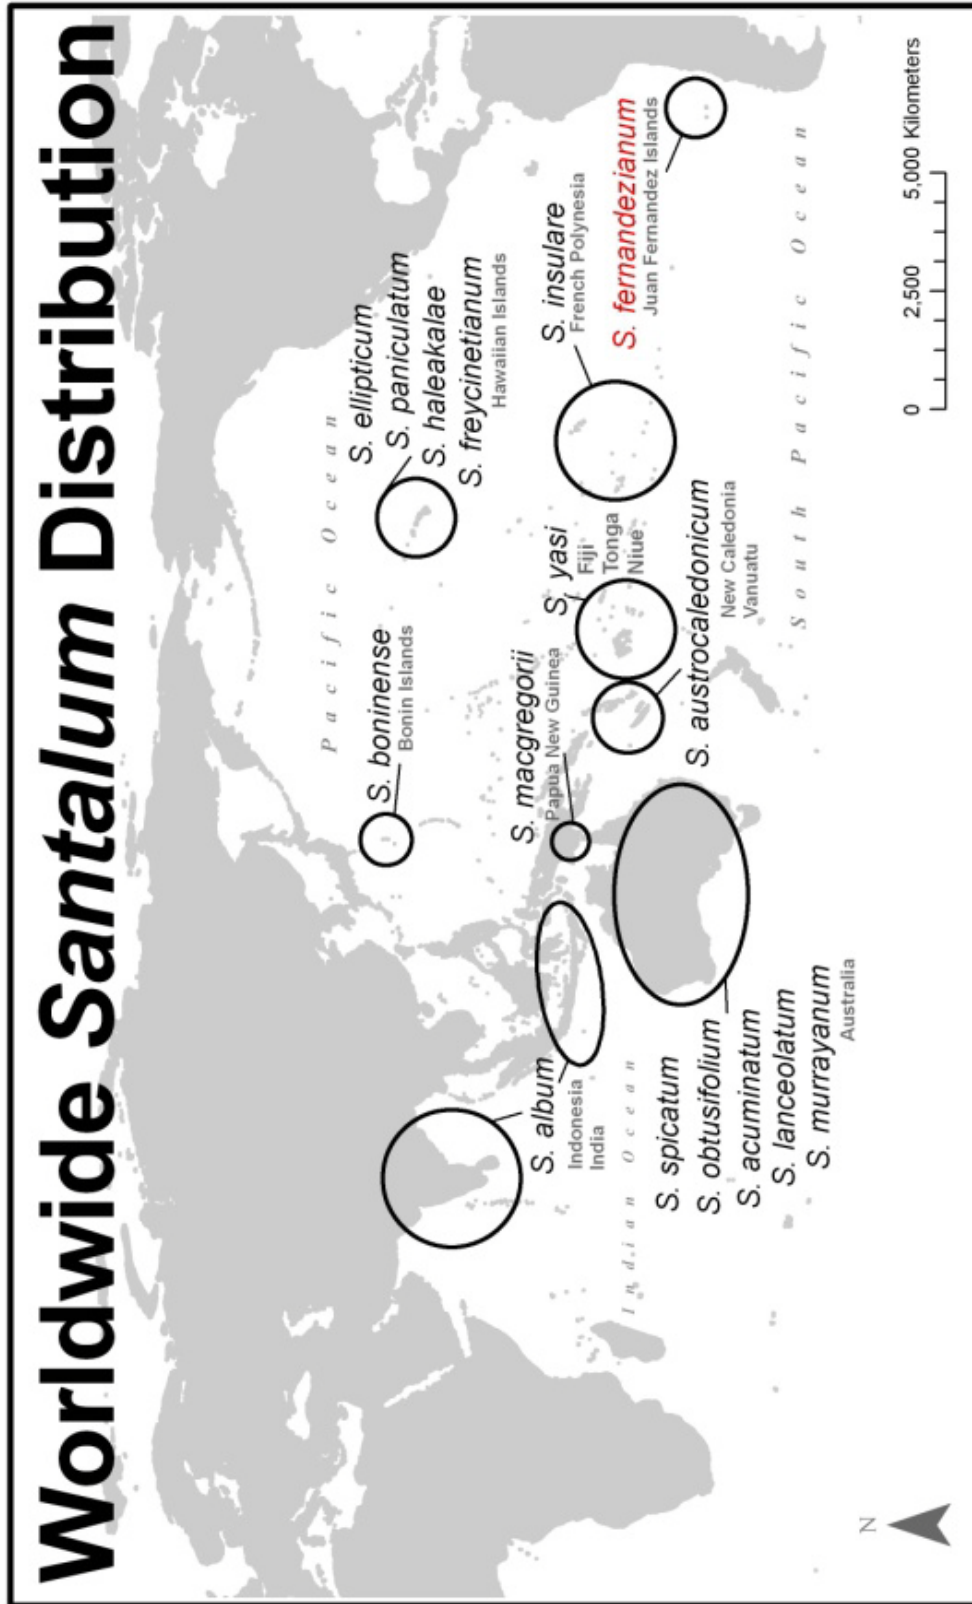 Worldwide Santalum Distribution
Pacific Ocean
S. ellipticum
S. paniculatum
S. haleakalae
S. freycinetianum
Hawaiian Islands
S. boninense
Bonin Islands
S. album
Indonesia
India
S. macgregorii
Papua New Guinea
S. yasi
Fiji
Tonga
Niue
S. insulare
French Polynesia
S. fernandezianum
Juan Fernandez Islands
S. austrocaledonicum
New Caledonia
Vanuatu
Indian Ocean
S. spicatum
S. obtusifolium
S. acuminatum
S. lanceolatum
S. murrayanum
Australia
South Pacific Ocean
N
0 2,500 5,000 Kilometers